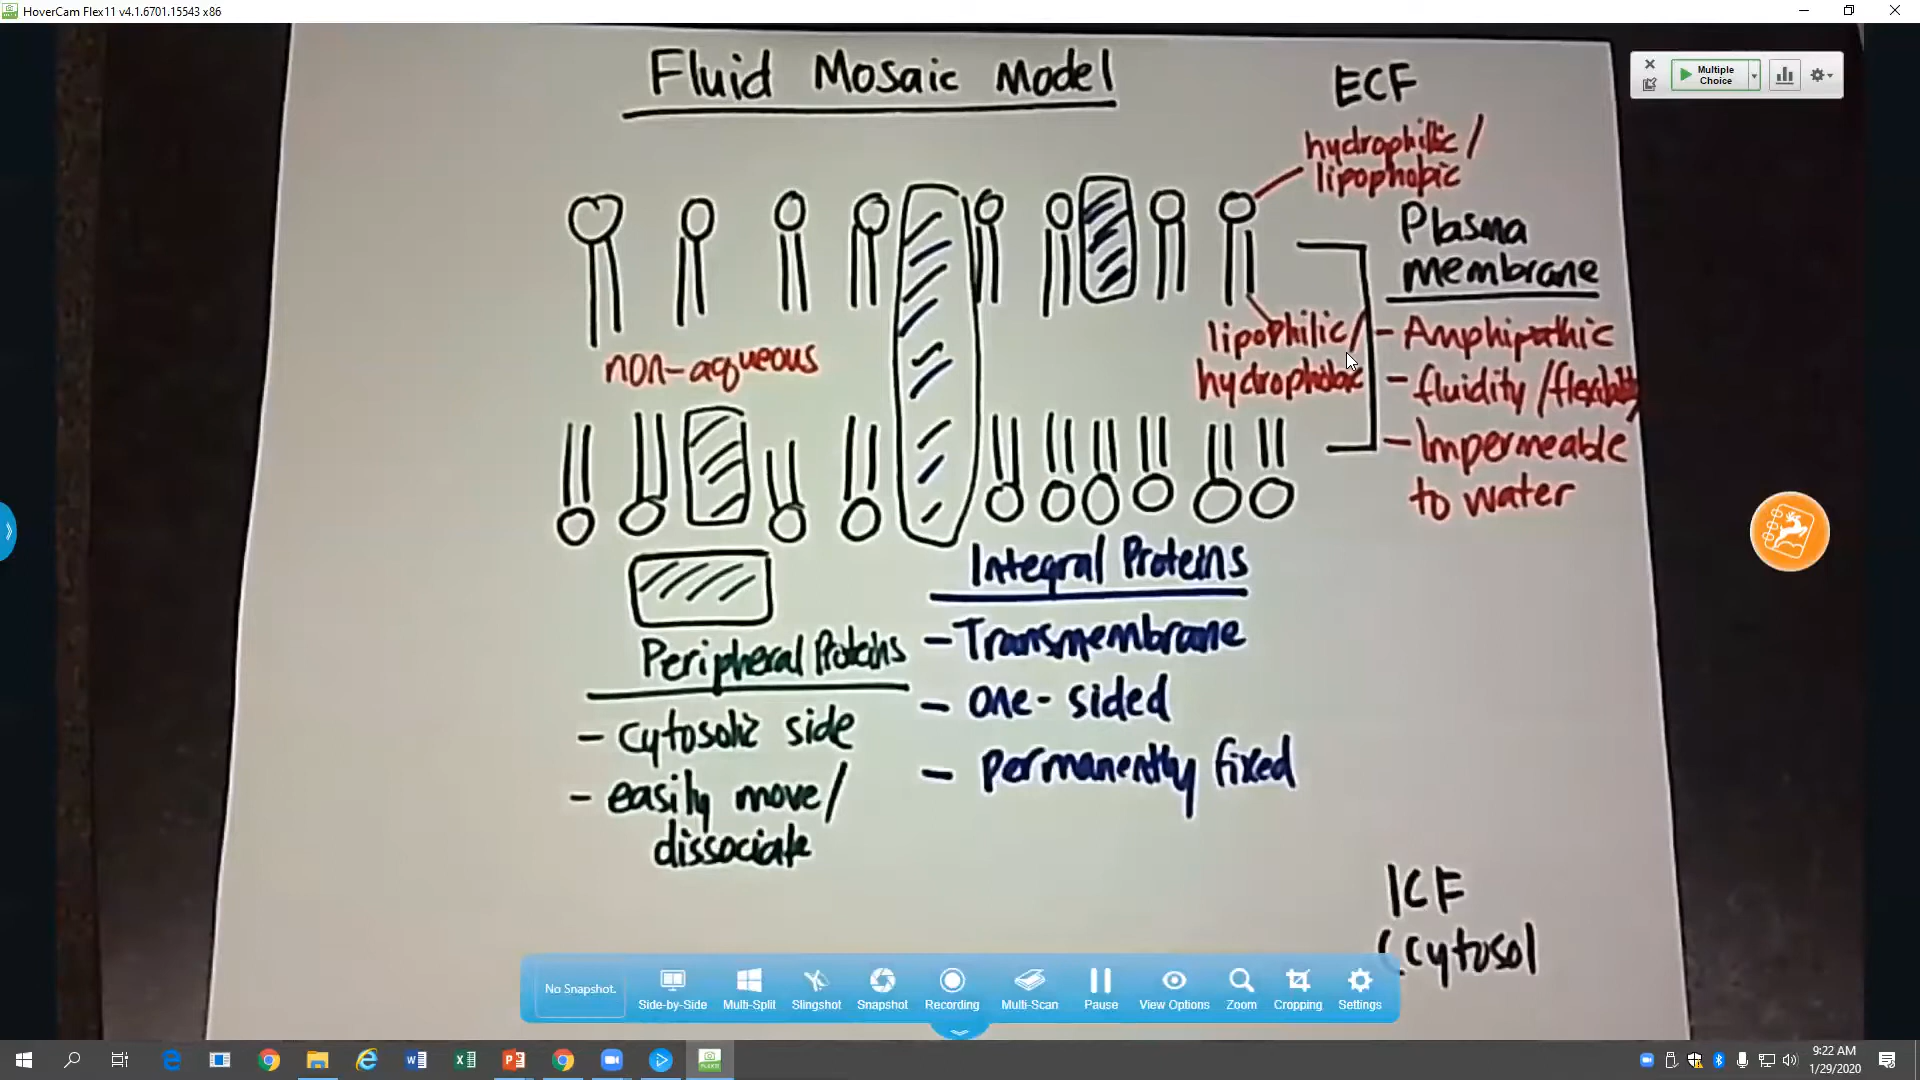 HoverCam Flex11 v4.1.6701.15543 x86
Fluid Mosaic Model
ECF
Multiple
Choice
hydrophilic/
lipophobic
Plasma
membrane
lipophilic/
hydrophobic
non-aqueous
- Amphipathic
- fluidity/flexibility
- Impermeable
to water
Integral Proteins
- Transmembrane
- one-sided
- permanently fixed
Peripheral Proteins
- cytosolic side
- easily move/
dissociate
ICF
(cytosol
No Snapshot.
Side-by-Side
Multi-Split
Slingshot
Snapshot
Recording
Multi-Scan
Pause
View Options
Zoom
Cropping
Settings
9:22 AM
1/29/2020